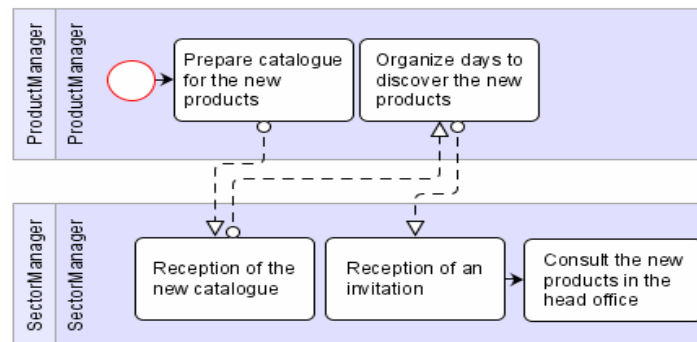 ProductManager
ProductManager
Prepare catalogue
for the new
products
Organize days to
discover the new
products
SectorManager
SectorManager
Reception of the
new catalogue
Reception of an
invitation
Consult the new
products in the
head office